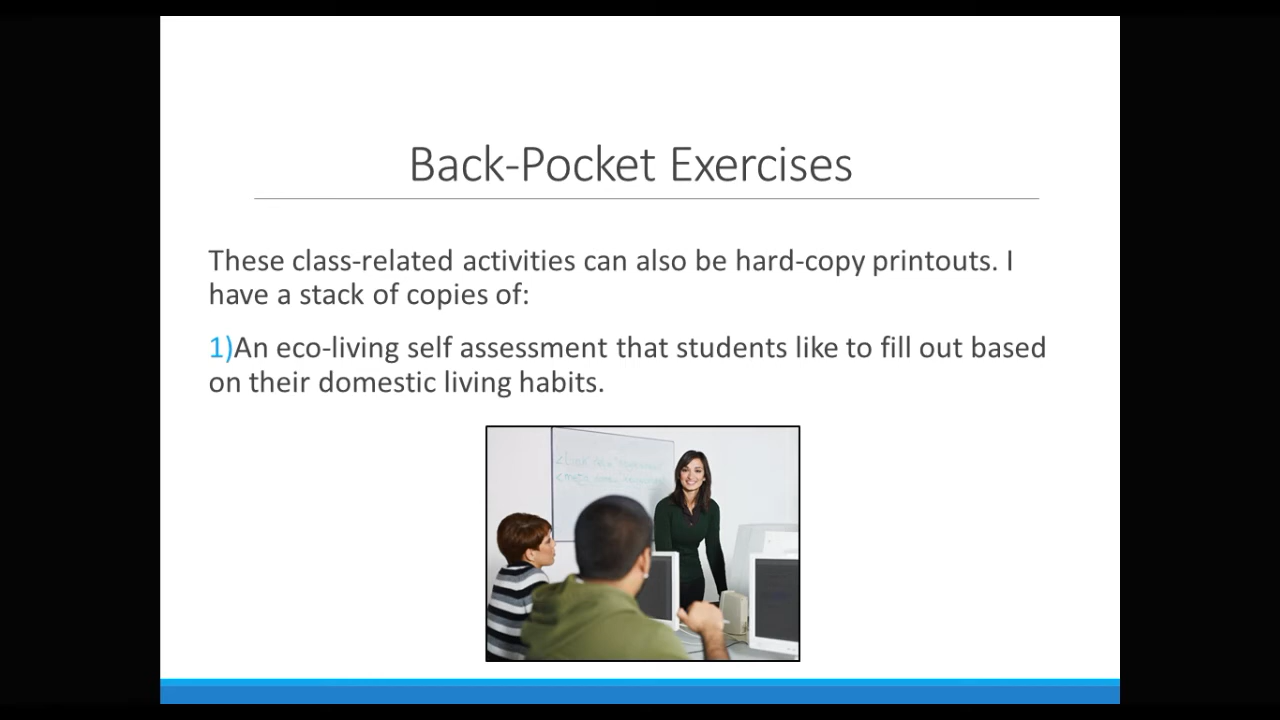 Back-Pocket Exercises
These class-related activities can also be hard-copy printouts. I
have a stack of copies of:
1)An eco-living self assessment that students like to fill out based
on their domestic living habits.